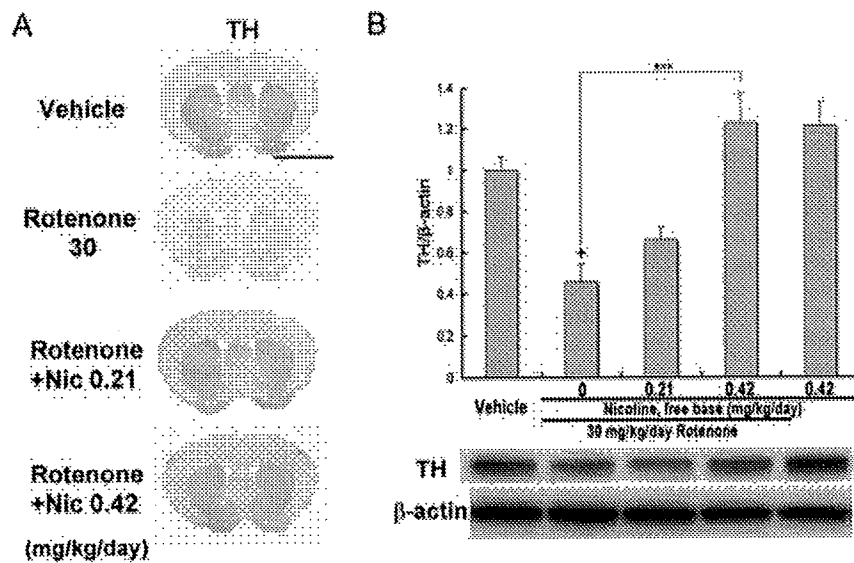 A
TH
Vehicle
Rotenone
30
Rotenone
+Nic 0.21
Rotenone
+Nic 0.42
(mg/kg/day)
B
***
1.4
1.2
1
0.8
0.6
0.4
0.2
0
TH/β-actin
+
0 0.21 0.42 0.42
Vehicle
Nicotine, free base (mg/kg/day)
30 mg/kg/day Rotenone
TH
β-actin